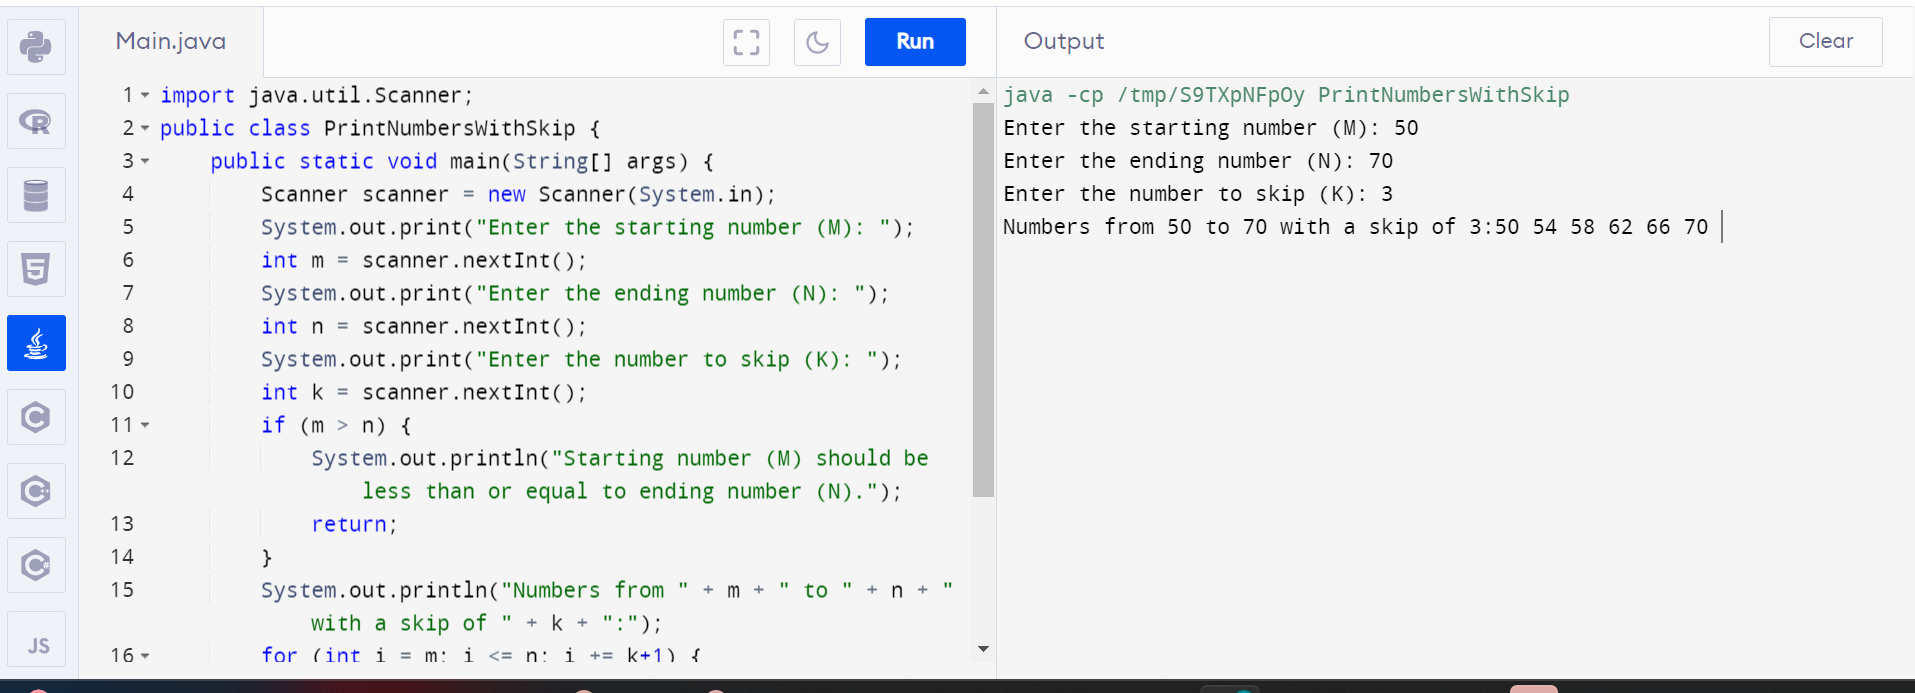 Main.java
Run
Output
Clear
1 import java.util.Scanner;
2 public class PrintNumbersWithSkip {
3 public static void main(String[] args) {
4 Scanner scanner = new Scanner(System.in);
5 System.out.print("Enter the starting number (M): ");
6 int m = scanner.nextInt();
7 System.out.print("Enter the ending number (N): ");
8 int n = scanner.nextInt();
9 System.out.print("Enter the number to skip (K): ");
10 int k = scanner.nextInt();
11 if (m > n) {
12 System.out.println("Starting number (M) should be
less than or equal to ending number (N).");
13 return;
14 }
15 System.out.println("Numbers from " + m + " to " + n + "
with a skip of " + k + ":");
16 for (int i = m; i <= n; i += k+1) {
java -cp /tmp/S9TXpNFpOy PrintNumbersWithSkip
Enter the starting number (M): 50
Enter the ending number (N): 70
Enter the number to skip (K): 3
Numbers from 50 to 70 with a skip of 3:50 54 58 62 66 70
R
5
C
C
C#
JS